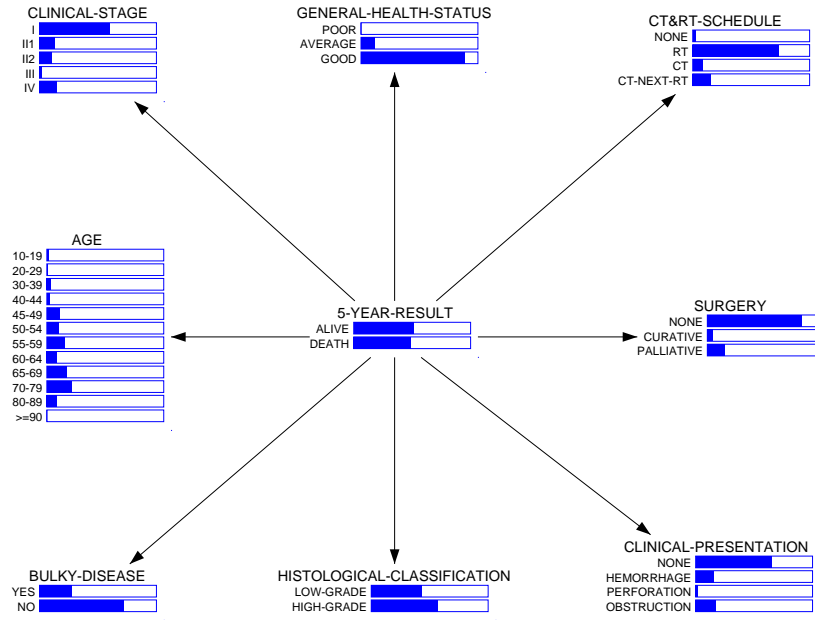 CLINICAL-STAGE
I
II1
II2
III
IV
GENERAL-HEALTH-STATUS
POOR
AVERAGE
GOOD
CT&RT-SCHEDULE
NONE
RT
CT
CT-NEXT-RT
AGE
10-19
20-29
30-39
40-44
45-49
50-54
55-59
60-64
65-69
70-79
80-89
>=90
5-YEAR-RESULT
ALIVE
DEATH
SURGERY
NONE
CURATIVE
PALLIATIVE
BULKY-DISEASE
YES
NO
HISTOLOGICAL-CLASSIFICATION
LOW-GRADE
HIGH-GRADE
CLINICAL-PRESENTATION
NONE
HEMORRHAGE
PERFORATION
OBSTRUCTION